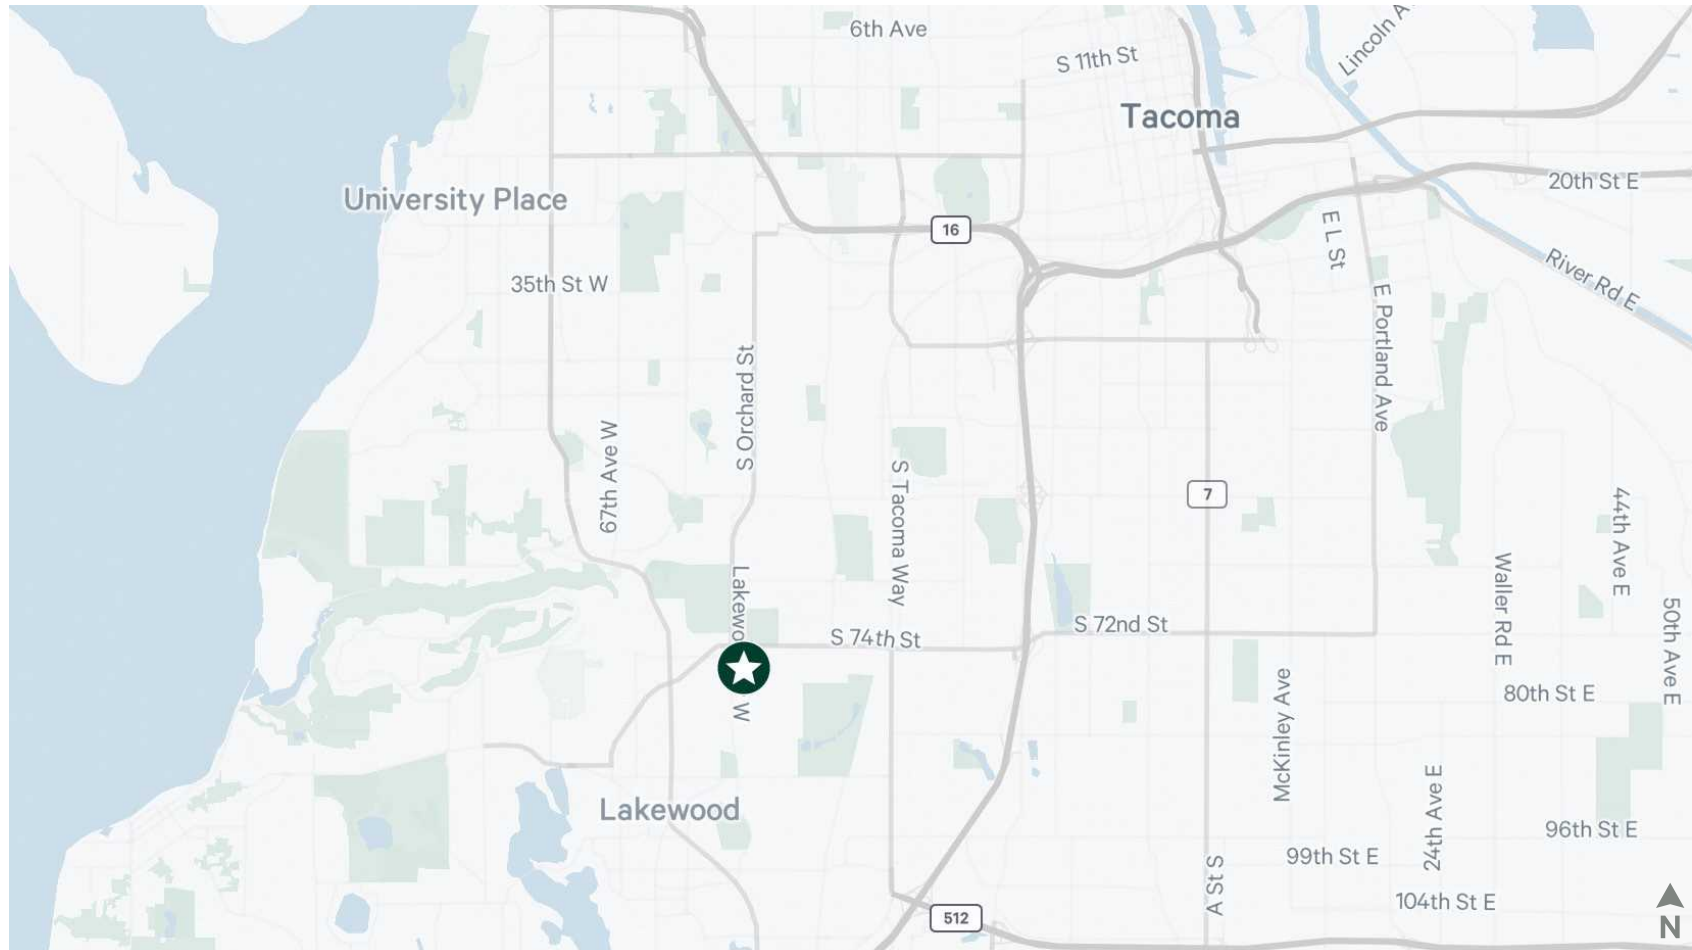 6th Ave
Lincoln A
S 11th St
Tacoma
20th St E
University Place
16
E L St
35th St W
River Rd E
E Portland Ave
S Orchard St
67th Ave W
S Tacoma Way
7
44th Ave E
Waller Rd E
50th Ave E
Lakewo
S 74th St
S 72nd St
W
80th St E
McKinley Ave
Lakewood
24th Ave E
96th St E
99th St E
A St S
104th St E
512
N